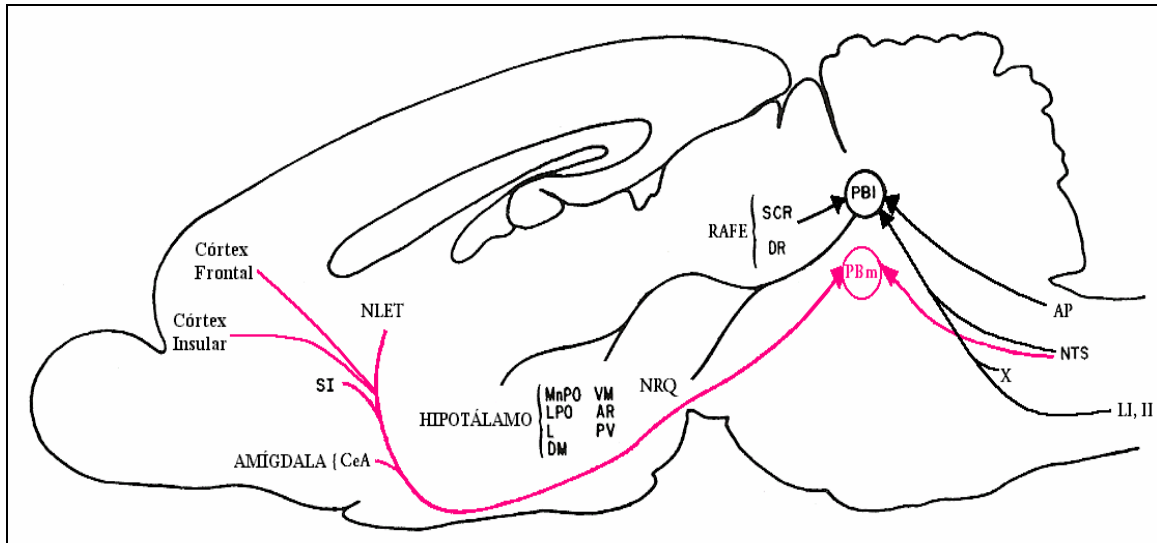 PBl
SCR
RAFE
DR
Córtex
Frontal
PBm
NLET
AP
Córtex
Insular
NTS
SI
X
NRQ
MnPO VM
LPO AR
HIPOTÁLAMO
L PV
DM
LI, II
AMÍGDALA { CeA